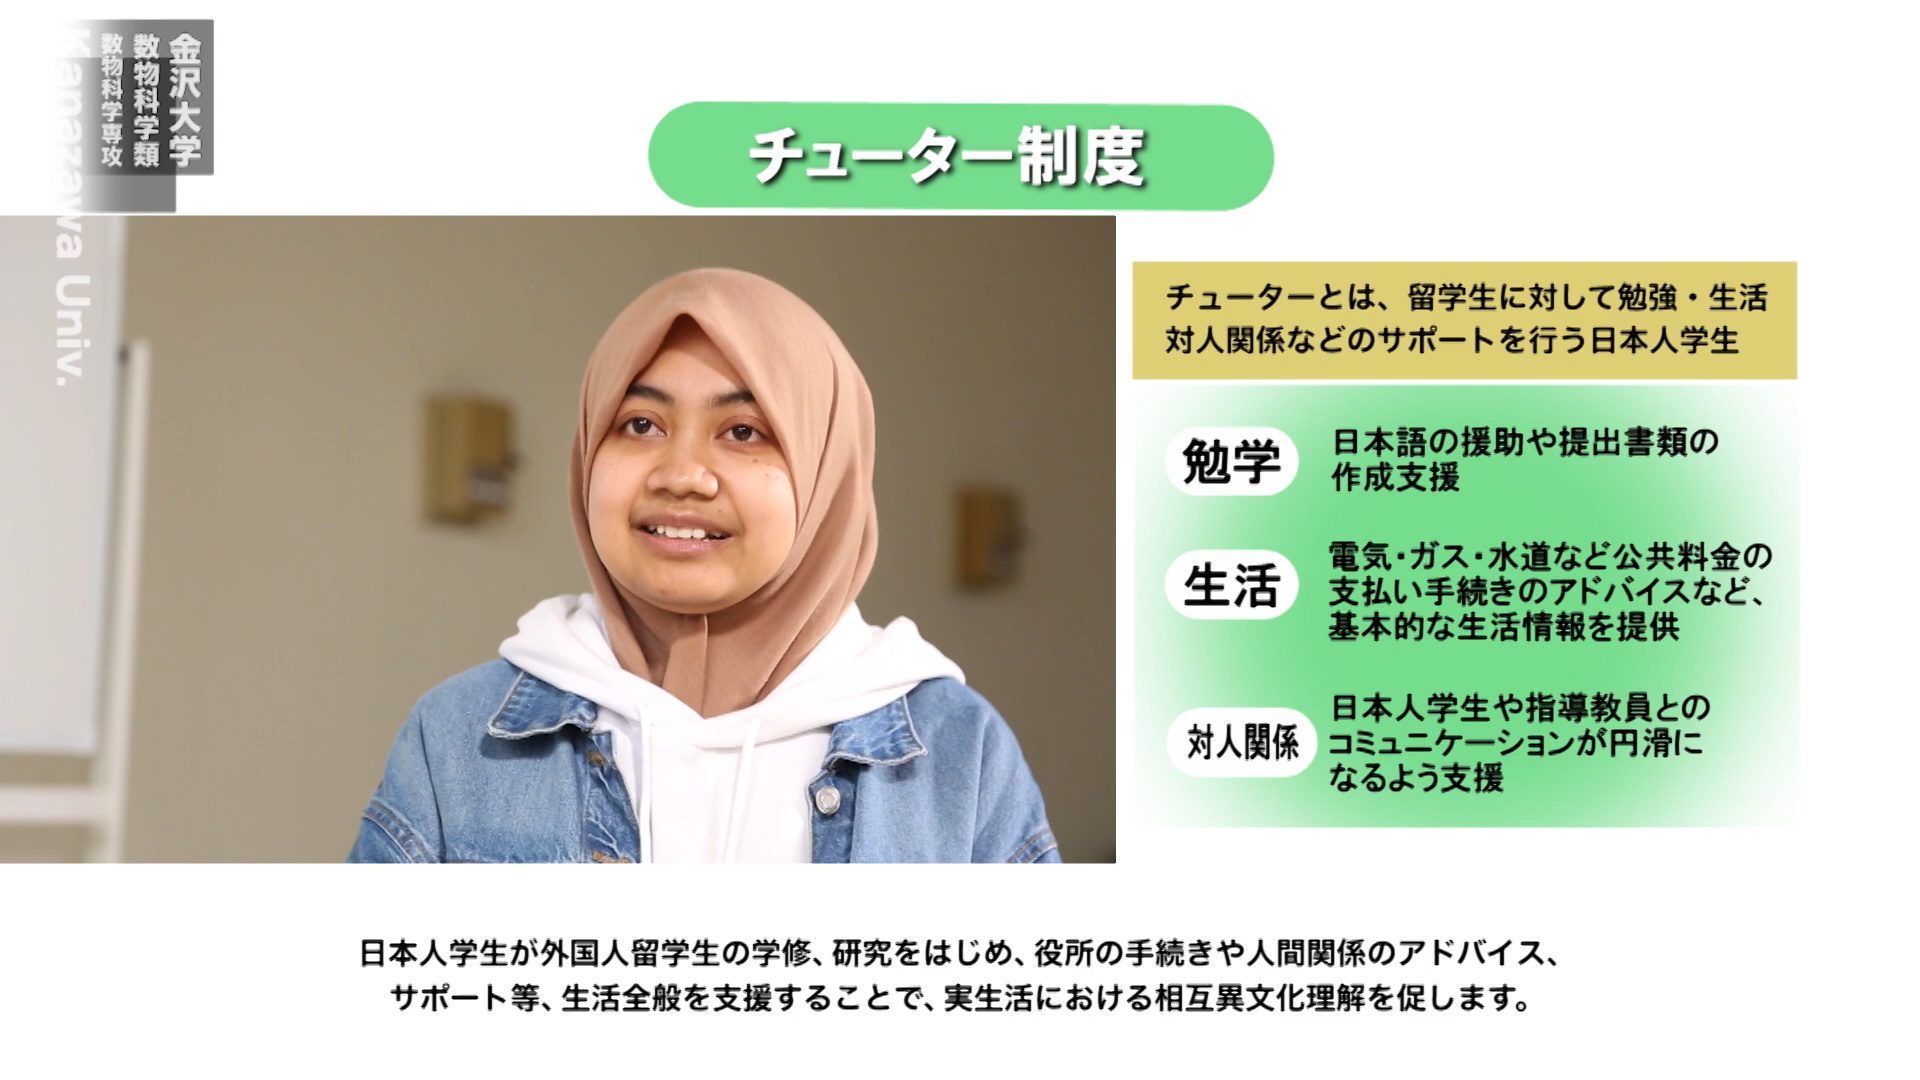 金沢大学
数物科学類
数物科学専攻
Kanazawa Univ.
チューター制度
チューターとは、留学生に対して勉強・生活
対人関係などのサポートを行う日本人学生
勉学
日本語の援助や提出書類の
作成支援
生活
電気・ガス・水道など公共料金の
支払い手続きのアドバイスなど、
基本的な生活情報を提供
対人関係
日本人学生や指導教員との
コミュニケーションが円滑に
なるよう支援
日本人学生が外国人留学生の学修、研究をはじめ、役所の手続きや人間関係のアドバイス、
サポート等、生活全般を支援することで、実生活における相互異文化理解を促します。